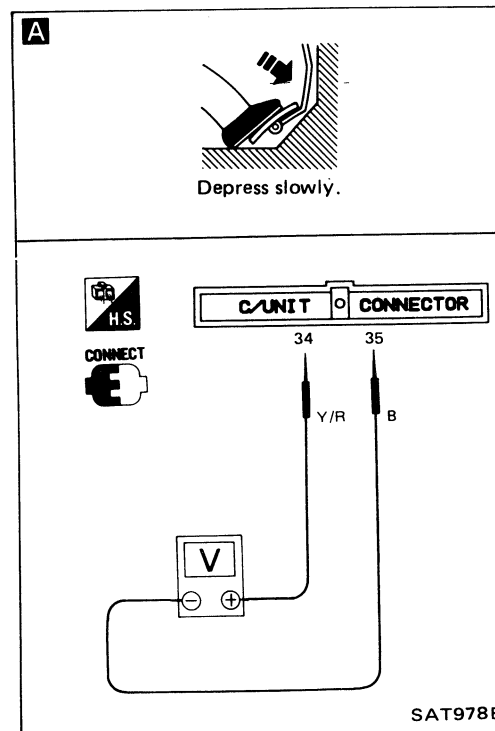 A
Depress slowly.
H.S.
C/UNIT CONNECTOR
CONNECT
34 35
Y/R B
V
− +
SAT978